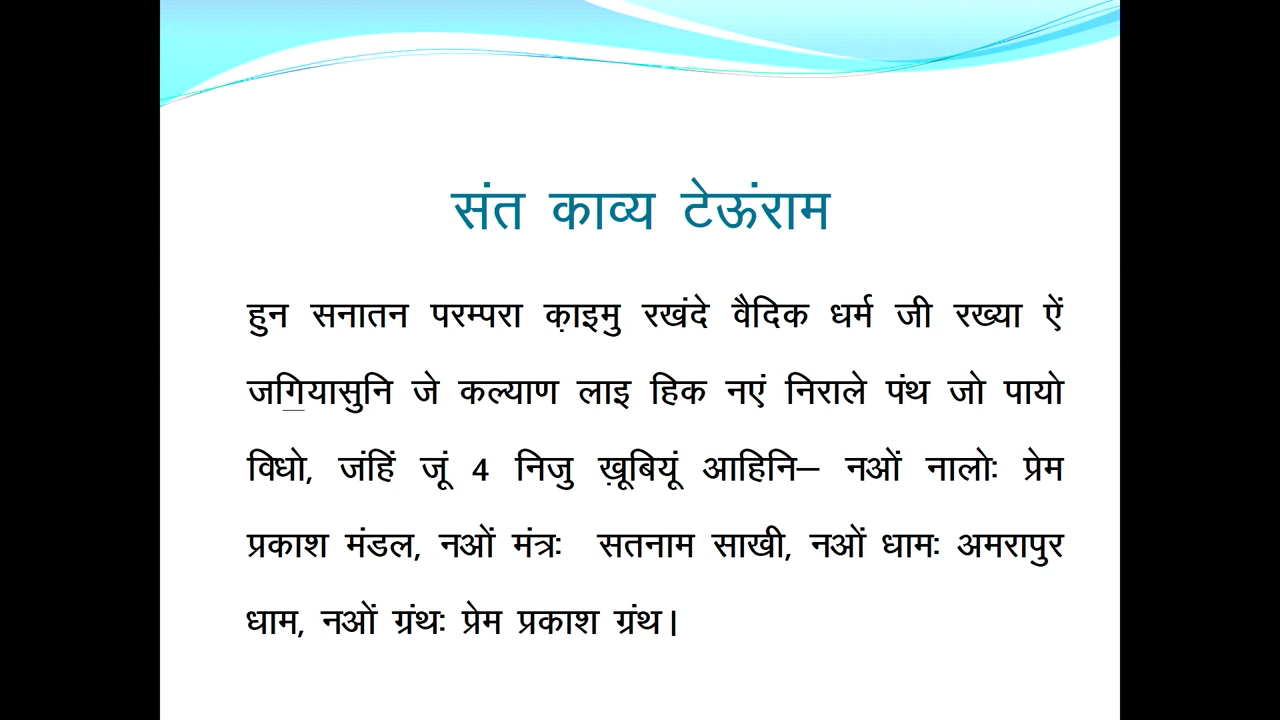 संत काव्य टेऊंराम
हुन सनातन परम्परा क़ाइमु रखंदे वैदिक धर्म जी रख्या ऐं
जॻियासुनि जे कल्याण लाइ हिक नएं निराले पंथ जो पायो
विधो, जंहिं जूं 4 निजु ख़ूबियूं आहिनि– नओं नालोः प्रेम
प्रकाश मंडल, नओं मंत्रः सतनाम साखी, नओं धामः अमरापुर
धाम, नओं ग्रंथः प्रेम प्रकाश ग्रंथ।